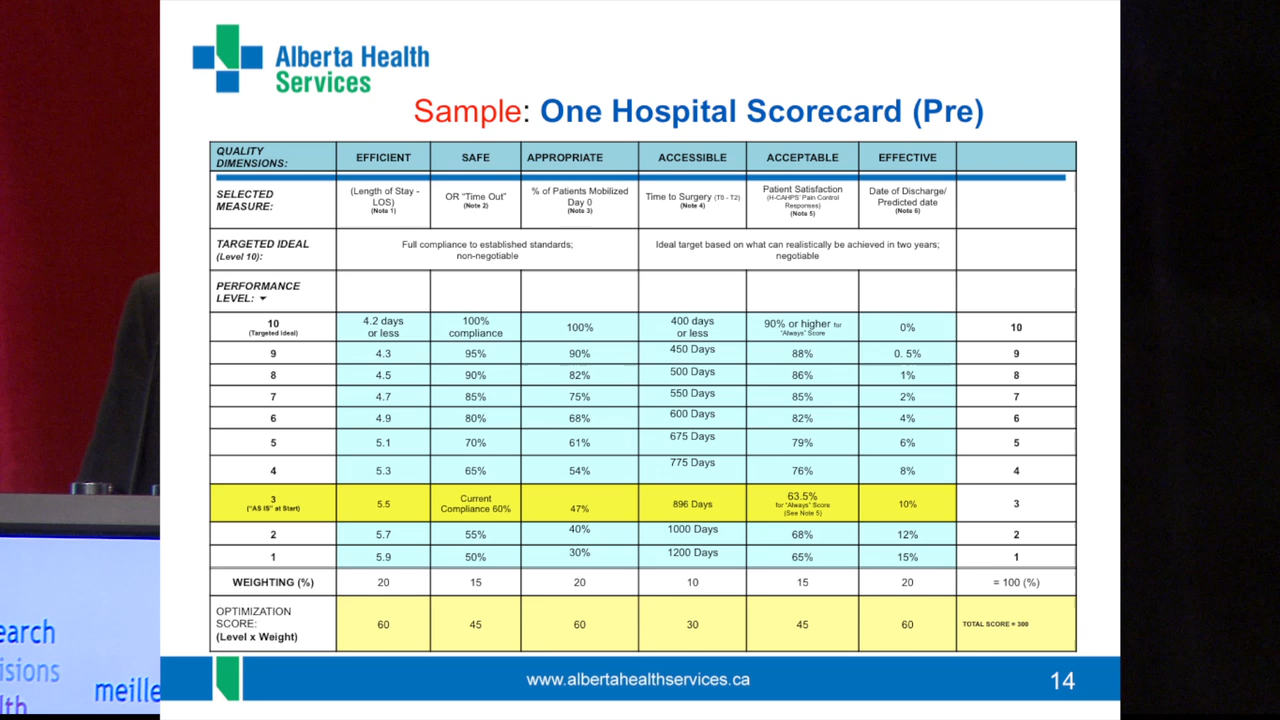 Alberta Health
Services
Sample: One Hospital Scorecard (Pre)
QUALITY DIMENSIONS: EFFICIENT SAFE APPROPRIATE ACCESSIBLE ACCEPTABLE EFFECTIVE
SELECTED MEASURE: (Length of Stay - LOS) (Note 1) OR "Time Out" (Note 2) % of Patients Mobilized Day 0 (Note 3) Time to Surgery (T0 - T2) (Note 4) Patient Satisfaction (H-CAHPS' Pain Control Responses) (Note 5) Date of Discharge/ Predicted date (Note 6)
TARGETED IDEAL (Level 10): Full compliance to established standards; non-negotiable Ideal target based on what can realistically be achieved in two years; negotiable
PERFORMANCE LEVEL:
10 (Targeted Ideal) 4.2 days or less 100% compliance 100% 400 days or less 90% or higher for "Always" Score 0% 10
9 4.3 95% 90% 450 Days 88% 0. 5% 9
8 4.5 90% 82% 500 Days 86% 1% 8
7 4.7 85% 75% 550 Days 85% 2% 7
6 4.9 80% 68% 600 Days 82% 4% 6
5 5.1 70% 61% 675 Days 79% 6% 5
4 5.3 65% 54% 775 Days 76% 8% 4
3 ("AS IS" at Start) 5.5 Current Compliance 60% 47% 896 Days 63.5% for "Always" Score (See Note 5) 10% 3
2 5.7 55% 40% 1000 Days 68% 12% 2
1 5.9 50% 30% 1200 Days 65% 15% 1
WEIGHTING (%) 20 15 20 10 15 20 = 100 (%)
OPTIMIZATION SCORE: (Level x Weight) 60 45 60 30 45 60 TOTAL SCORE = 300
www.albertahealthservices.ca
14
earch
isions
lth
meille